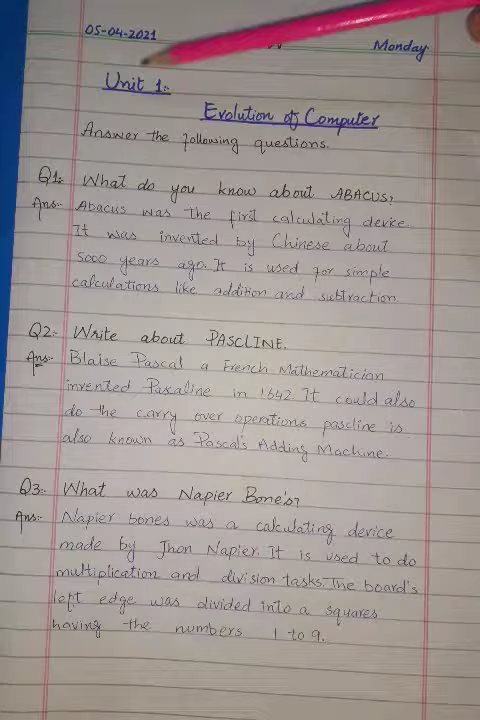 05-04-2021
Monday
Unit 1:-
Evolution of Computer
Answer the following questions.
Q1:- What do you know about ABACUS?
Ans:- Abacus was the first calculating device.
It was invented by Chinese about
5000 years ago. It is used for simple
calculations like addition and subtraction.
Q2:- Write about PASCLINE.
Ans:- Blaise Pascal a French Mathematician
invented Pascaline in 1642. It could also
do the carry over operations pascline is
also known as Pascal's Adding Machine.
Q3:- What was Napier Bone's?
Ans:- Napier bones was a calculating device
made by Jhon Napier. It is used to do
multiplication and division tasks. The board's
left edge was divided into a squares
having the numbers 1 to 9.